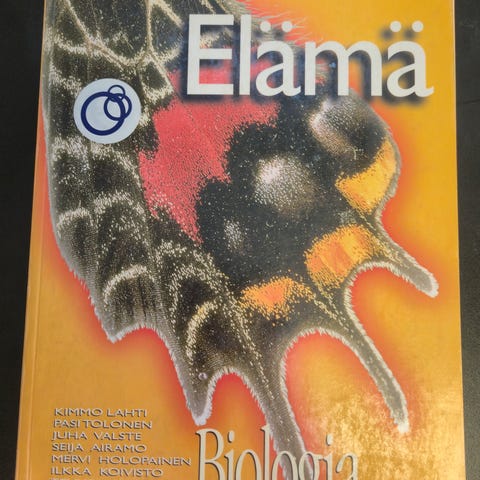 Elämä
KIMMO LAHTI
PASI TOLONEN
JUHA VALSTE
SEIJA AIRAMO
MERVI HOLOPAINEN
ILKKA KOIVISTO
Biologia